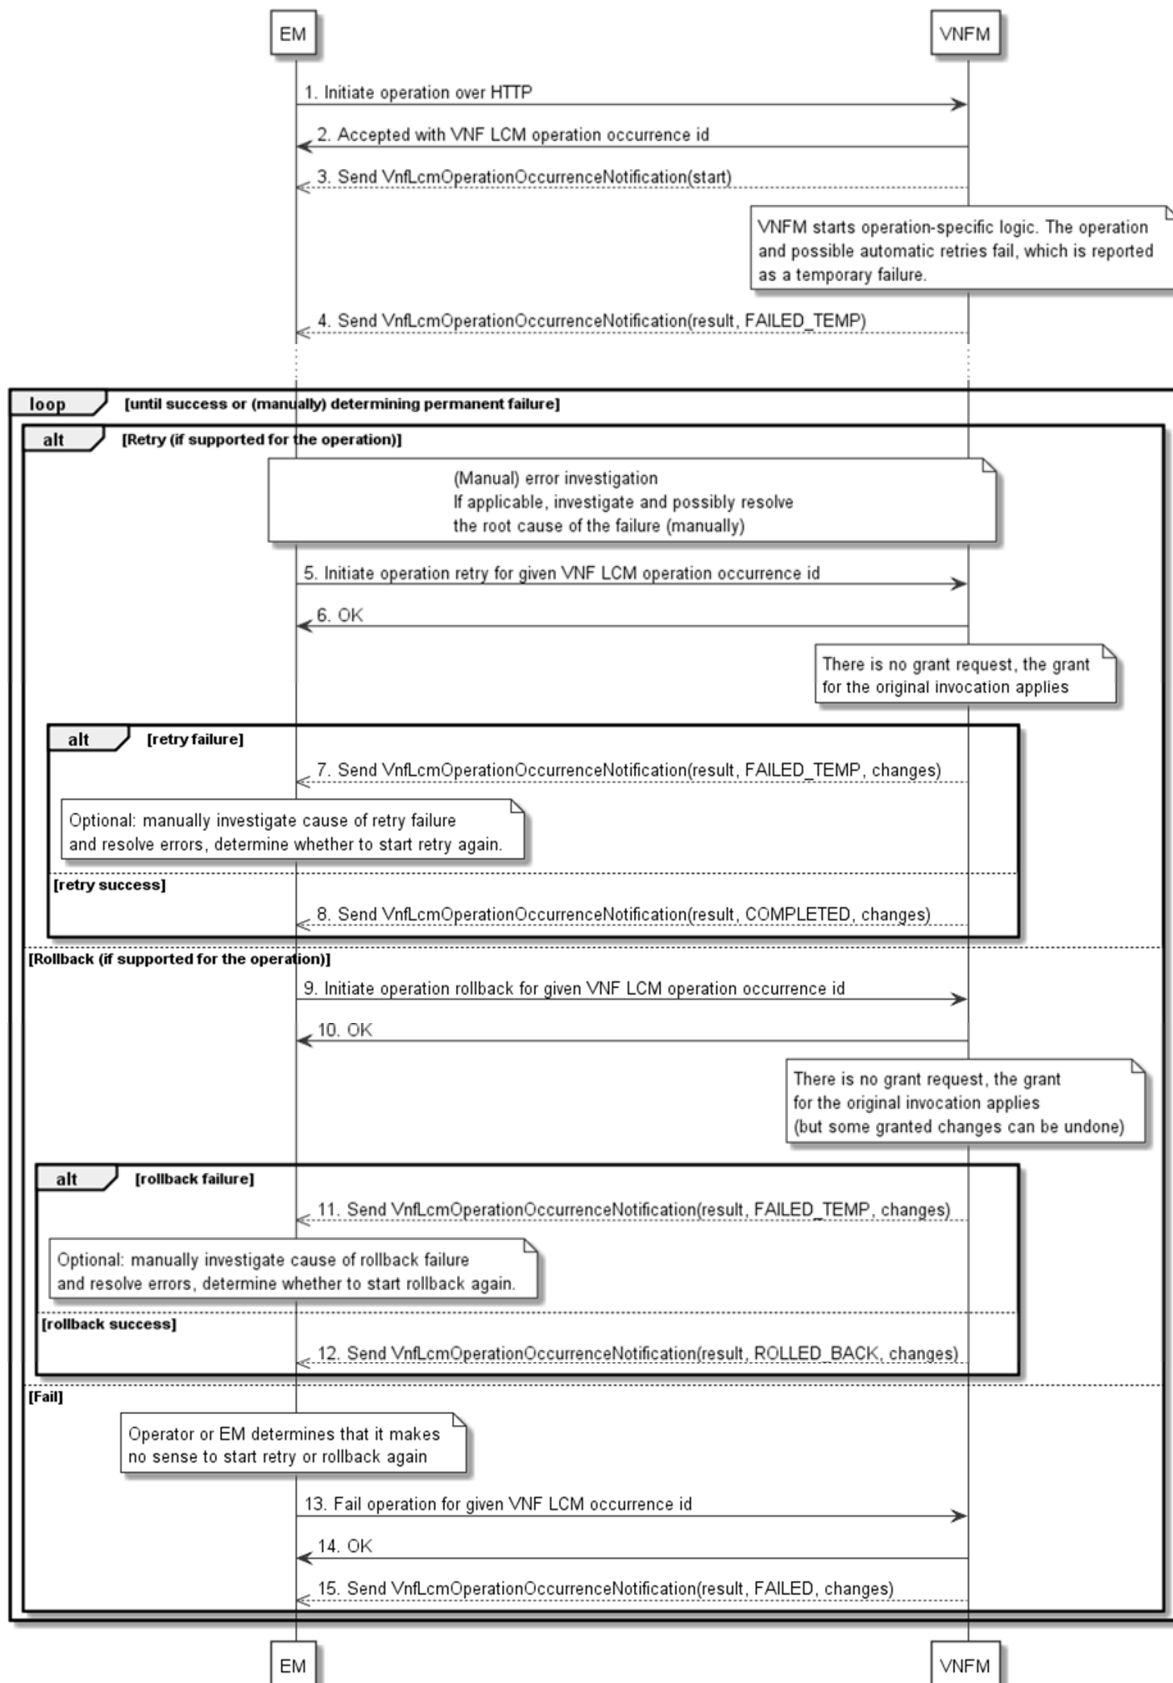 EM
VNFM
1. Initiate operation over HTTP
2. Accepted with VNF LCM operation occurrence id
3. Send VnfLcmOperationOccurrenceNotification(start)
VNFM starts operation-specific logic. The operation
and possible automatic retries fail, which is reported
as a temporary failure.
4. Send VnfLcmOperationOccurrenceNotification(result, FAILED_TEMP)
loop
[until success or (manually) determining permanent failure]
alt
[Retry (if supported for the operation)]
(Manual) error investigation
If applicable, investigate and possibly resolve
the root cause of the failure (manually)
5. Initiate operation retry for given VNF LCM operation occurrence id
6. OK
There is no grant request, the grant
for the original invocation applies
alt
[retry failure]
7. Send VnfLcmOperationOccurrenceNotification(result, FAILED_TEMP, changes)
Optional: manually investigate cause of retry failure
and resolve errors, determine whether to start retry again.
[retry success]
8. Send VnfLcmOperationOccurrenceNotification(result, COMPLETED, changes)
[Rollback (if supported for the operation)]
9. Initiate operation rollback for given VNF LCM operation occurrence id
10. OK
There is no grant request, the grant
for the original invocation applies
(but some granted changes can be undone)
alt
[rollback failure]
11. Send VnfLcmOperationOccurrenceNotification(result, FAILED_TEMP, changes)
Optional: manually investigate cause of rollback failure
and resolve errors, determine whether to start rollback again.
[rollback success]
12. Send VnfLcmOperationOccurrenceNotification(result, ROLLED_BACK, changes)
[Fail]
Operator or EM determines that it makes
no sense to start retry or rollback again
13. Fail operation for given VNF LCM occurrence id
14. OK
15. Send VnfLcmOperationOccurrenceNotification(result, FAILED, changes)
EM
VNFM